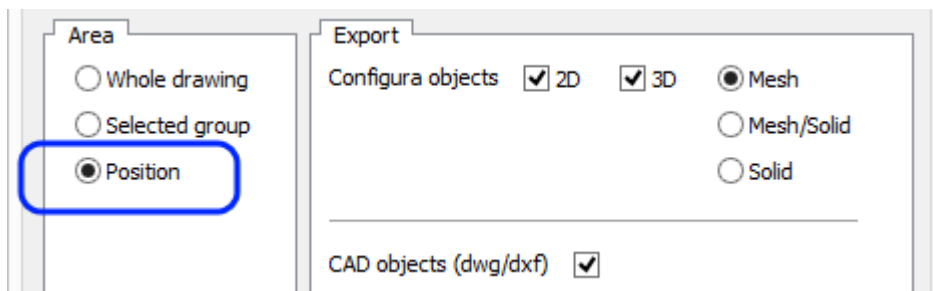 Area
Whole drawing
Selected group
Position
Export
Configura objects 2D 3D Mesh
Mesh/Solid
Solid
CAD objects (dwg/dxf)